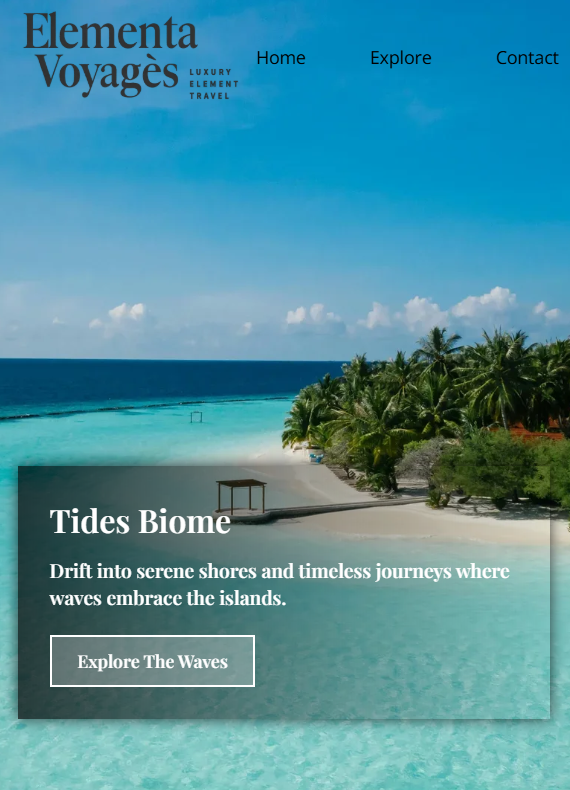 Elementa
Voyagès
LUXURY
ELEMENT
TRAVEL
Home Explore Contact
Tides Biome
Drift into serene shores and timeless journeys where
waves embrace the islands.
Explore The Waves